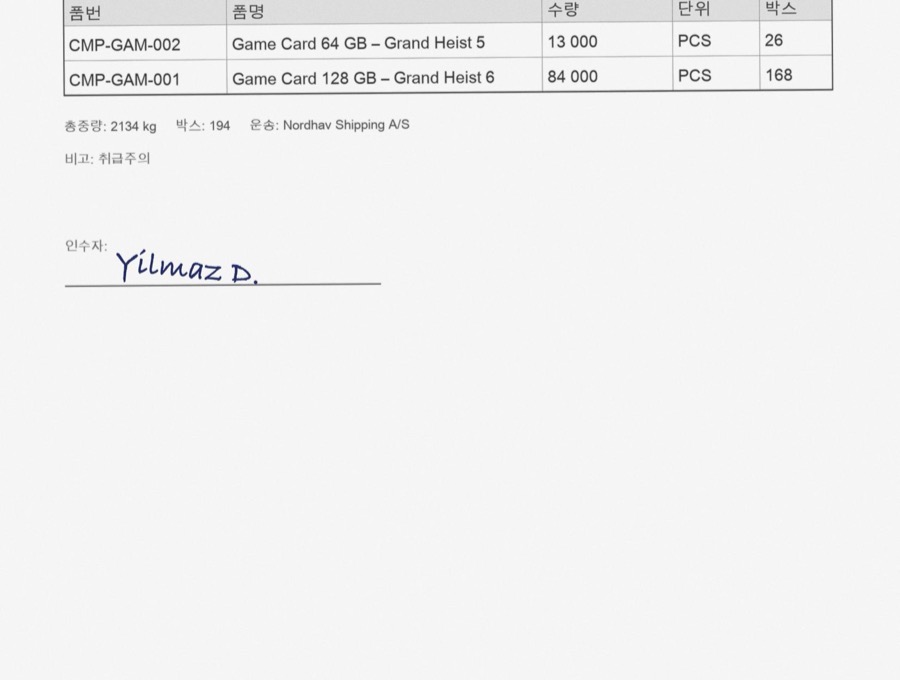 품번 품명 수량 단위 박스
CMP-GAM-002 Game Card 64 GB – Grand Heist 5 13 000 PCS 26
CMP-GAM-001 Game Card 128 GB – Grand Heist 6 84 000 PCS 168
총중량: 2134 kg 박스: 194 운송: Nordhav Shipping A/S
비고: 취급주의
인수자:
Yilmaz D.